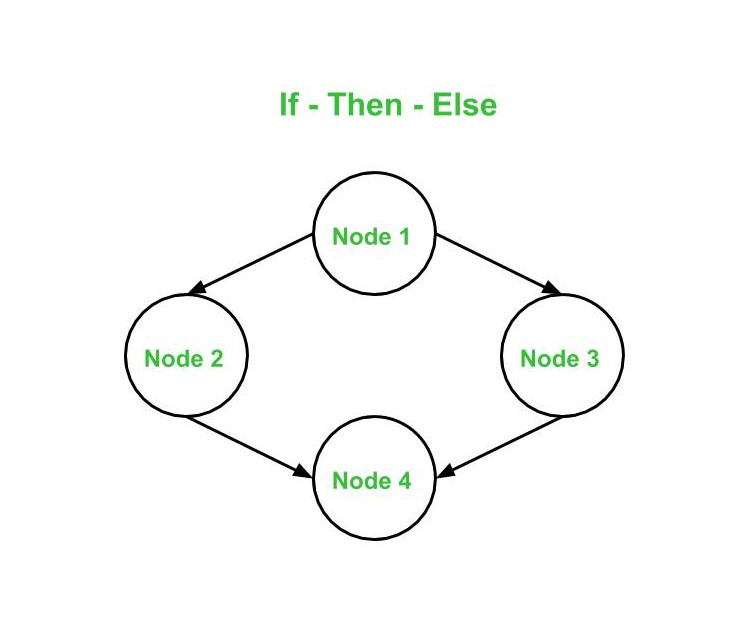 If - Then - Else
Node 1
Node 2
Node 3
Node 4